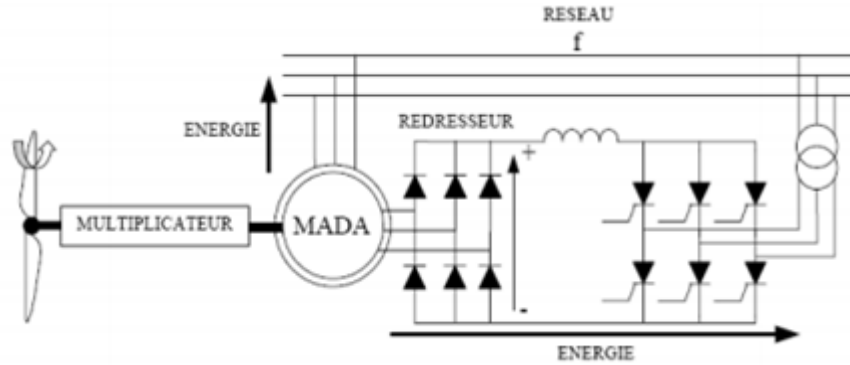 RESEAU
f
ENERGIE
REDRESSEUR
+
MULTIPLICATEUR
MADA
-
ENERGIE